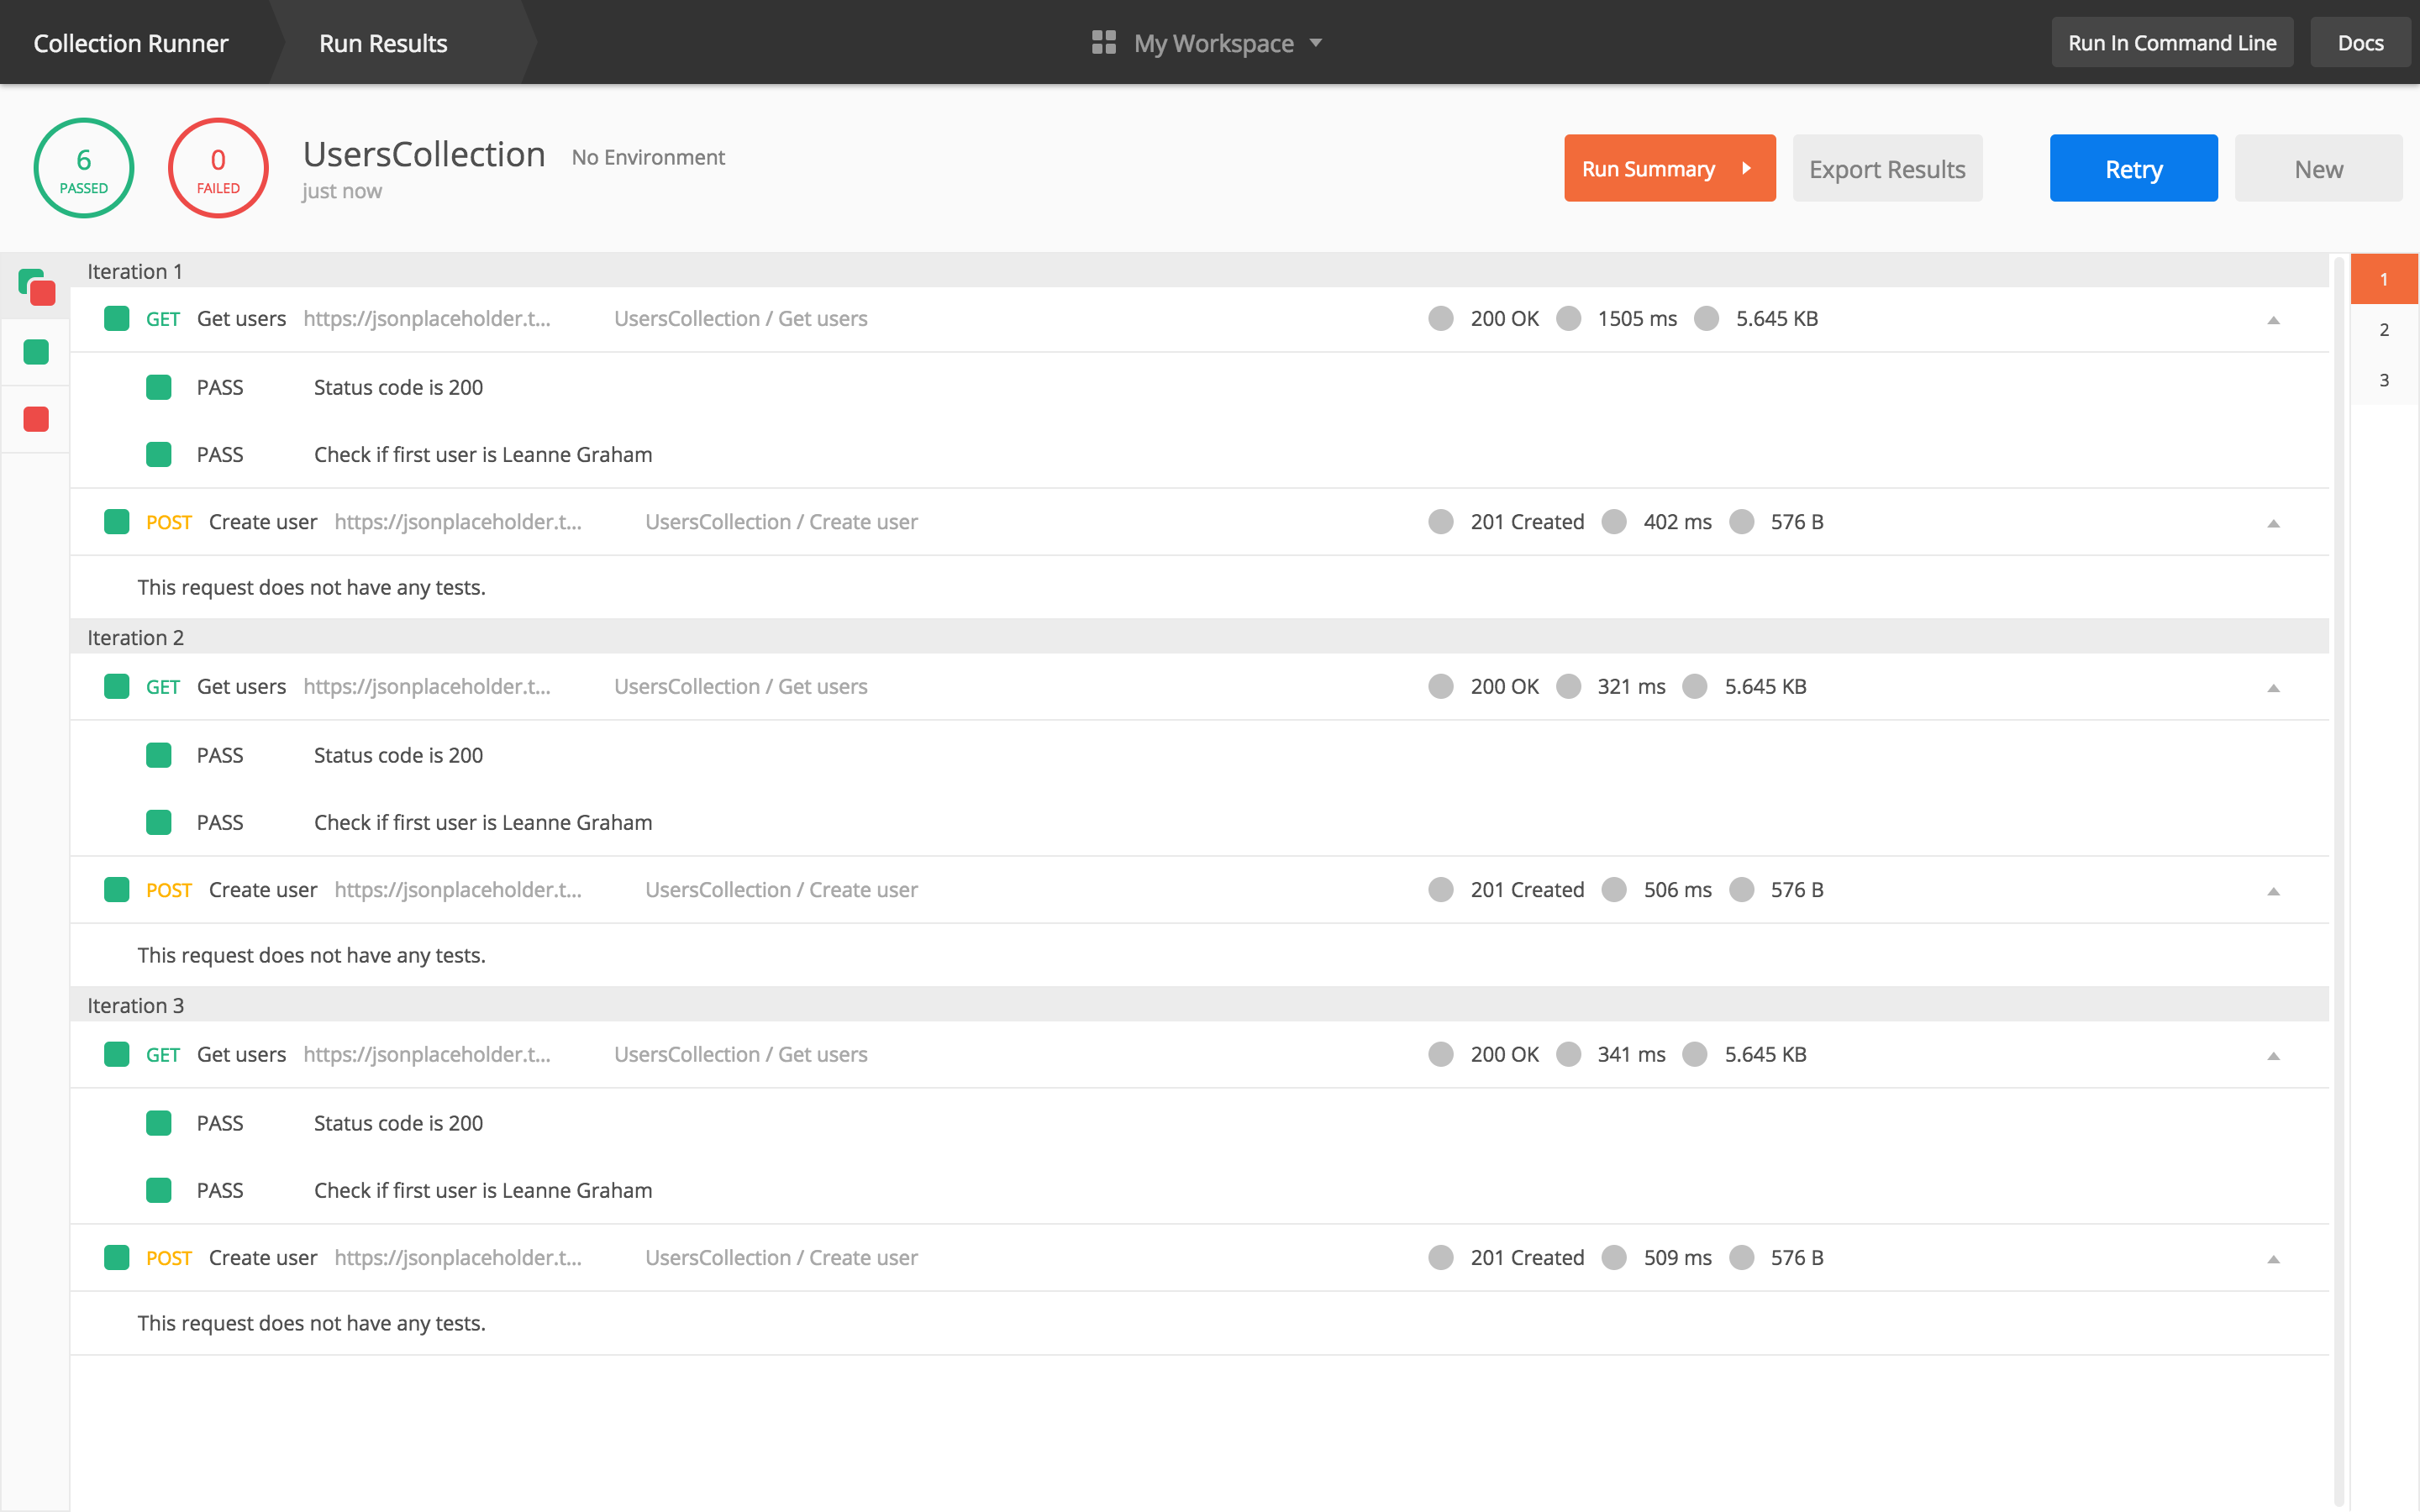 Collection Runner Run Results My Workspace Run In Command Line Docs
6 PASSED 0 FAILED UsersCollection No Environment Run Summary Export Results Retry New
just now
Iteration 1 1
GET Get users https://jsonplaceholder.t... UsersCollection / Get users 200 OK 1505 ms 5.645 KB 2
PASS Status code is 200 3
PASS Check if first user is Leanne Graham
POST Create user https://jsonplaceholder.t... UsersCollection / Create user 201 Created 402 ms 576 B
This request does not have any tests.
Iteration 2
GET Get users https://jsonplaceholder.t... UsersCollection / Get users 200 OK 321 ms 5.645 KB
PASS Status code is 200
PASS Check if first user is Leanne Graham
POST Create user https://jsonplaceholder.t... UsersCollection / Create user 201 Created 506 ms 576 B
This request does not have any tests.
Iteration 3
GET Get users https://jsonplaceholder.t... UsersCollection / Get users 200 OK 341 ms 5.645 KB
PASS Status code is 200
PASS Check if first user is Leanne Graham
POST Create user https://jsonplaceholder.t... UsersCollection / Create user 201 Created 509 ms 576 B
This request does not have any tests.